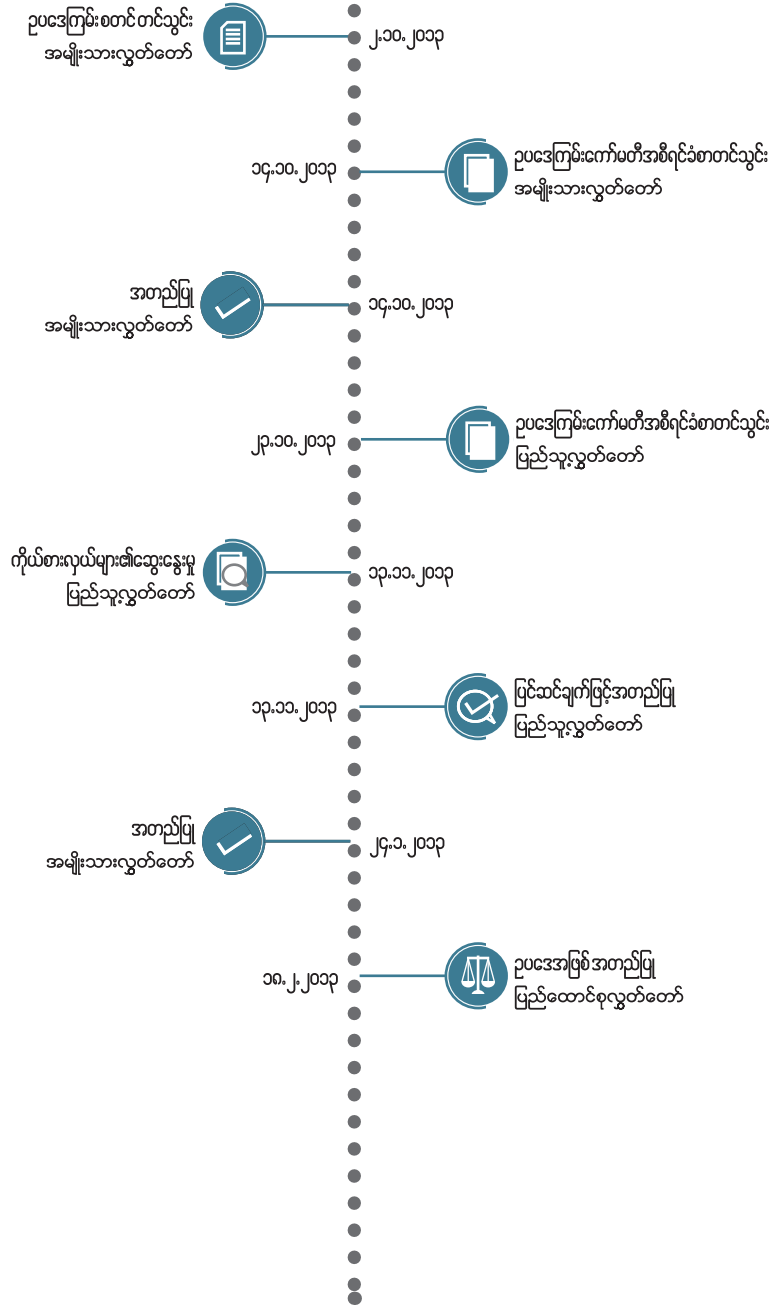 ဥပဒေကြမ်းစတင်တင်သွင်း
အမျိုးသားလွှတ်တော်
၂.၁၀.၂၀၁၃
၁၄.၁၀.၂၀၁၃
ဥပဒေကြမ်းကော်မတီအစီရင်ခံစာတင်သွင်း
အမျိုးသားလွှတ်တော်
အတည်ပြု
အမျိုးသားလွှတ်တော်
၁၄.၁၀.၂၀၁၃
၂၃.၁၀.၂၀၁၃
ဥပဒေကြမ်းကော်မတီအစီရင်ခံစာတင်သွင်း
ပြည်သူ့လွှတ်တော်
ကိုယ်စားလှယ်များ၏ဆွေးနွေးမှု
ပြည်သူ့လွှတ်တော်
၁၃.၁၁.၂၀၁၃
၁၃.၁၁.၂၀၁၃
ပြင်ဆင်ချက်ဖြင့်အတည်ပြု
ပြည်သူ့လွှတ်တော်
အတည်ပြု
အမျိုးသားလွှတ်တော်
၂၄.၁.၂၀၁၃
၁၈.၂.၂၀၁၃
ဥပဒေအဖြစ်အတည်ပြု
ပြည်ထောင်စုလွှတ်တော်